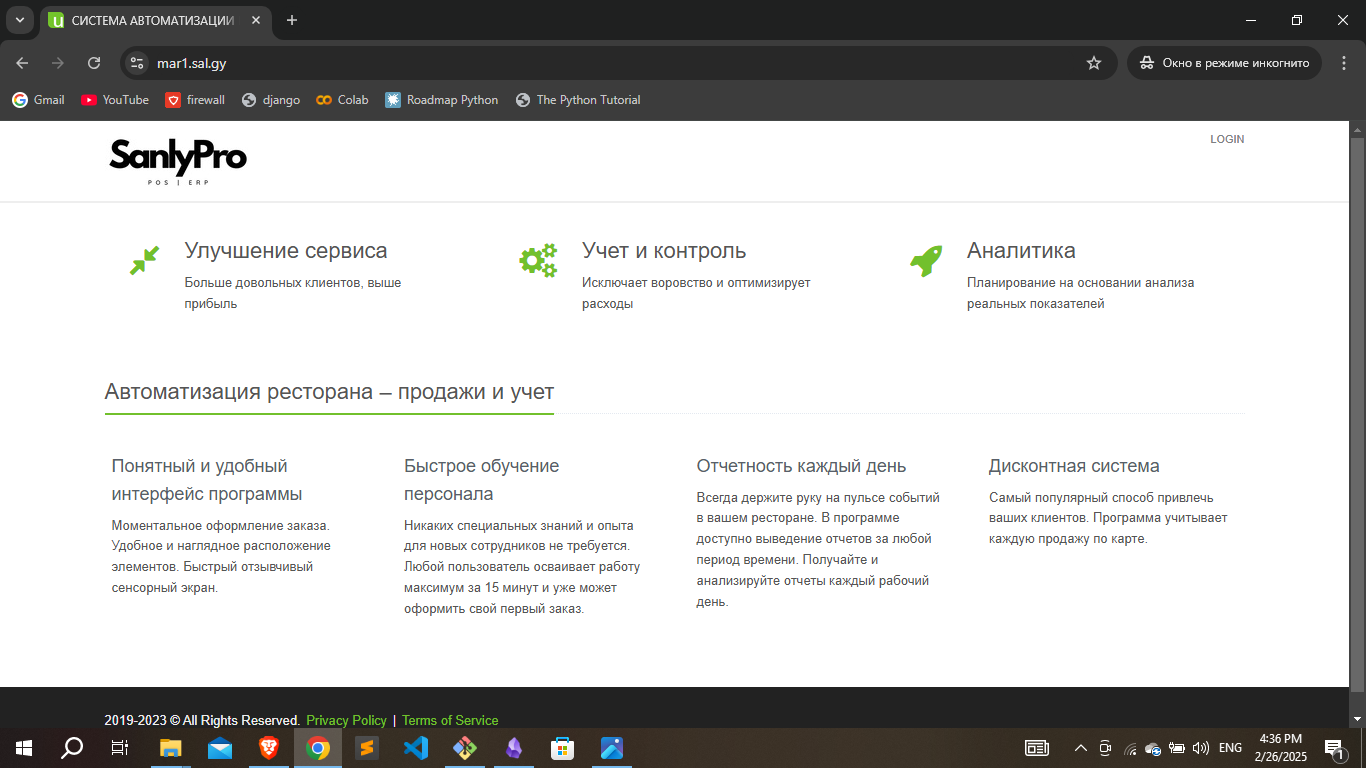 СИСТЕМА АВТОМАТИЗАЦИИ
mar1.sal.gy
Окно в режиме инкогнито
Gmail
YouTube
firewall
django
Colab
Roadmap Python
The Python Tutorial
SanlyPro
POS | ERP
LOGIN
Улучшение сервиса
Больше довольных клиентов, выше
прибыль
Учет и контроль
Исключает воровство и оптимизирует
расходы
Аналитика
Планирование на основании анализа
реальных показателей
Автоматизация ресторана – продажи и учет
Понятный и удобный
интерфейс программы
Моментальное оформление заказа.
Удобное и наглядное расположение
элементов. Быстрый отзывчивый
сенсорный экран.
Быстрое обучение
персонала
Никаких специальных знаний и опыта
для новых сотрудников не требуется.
Любой пользователь осваивает работу
максимум за 15 минут и уже может
оформить свой первый заказ.
Отчетность каждый день
Всегда держите руку на пульсе событий
в вашем ресторане. В программе
доступно выведение отчетов за любой
период времени. Получайте и
анализируйте отчеты каждый рабочий
день.
Дисконтная система
Самый популярный способ привлечь
ваших клиентов. Программа учитывает
каждую продажу по карте.
2019-2023 © All Rights Reserved. Privacy Policy | Terms of Service
ENG
4:36 PM
2/26/2025
1